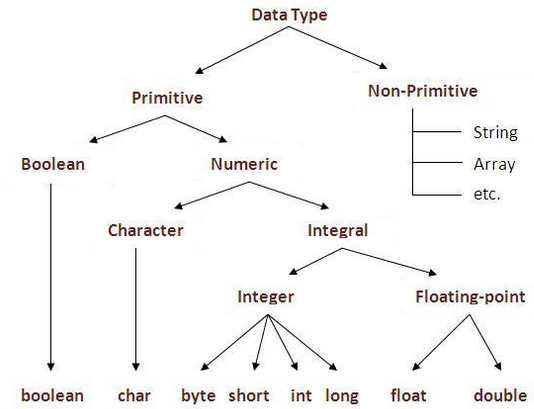 Data Type
Primitive
Non-Primitive
String
Array
etc.
Boolean
Numeric
Character
Integral
Integer
Floating-point
boolean char byte short int long float double